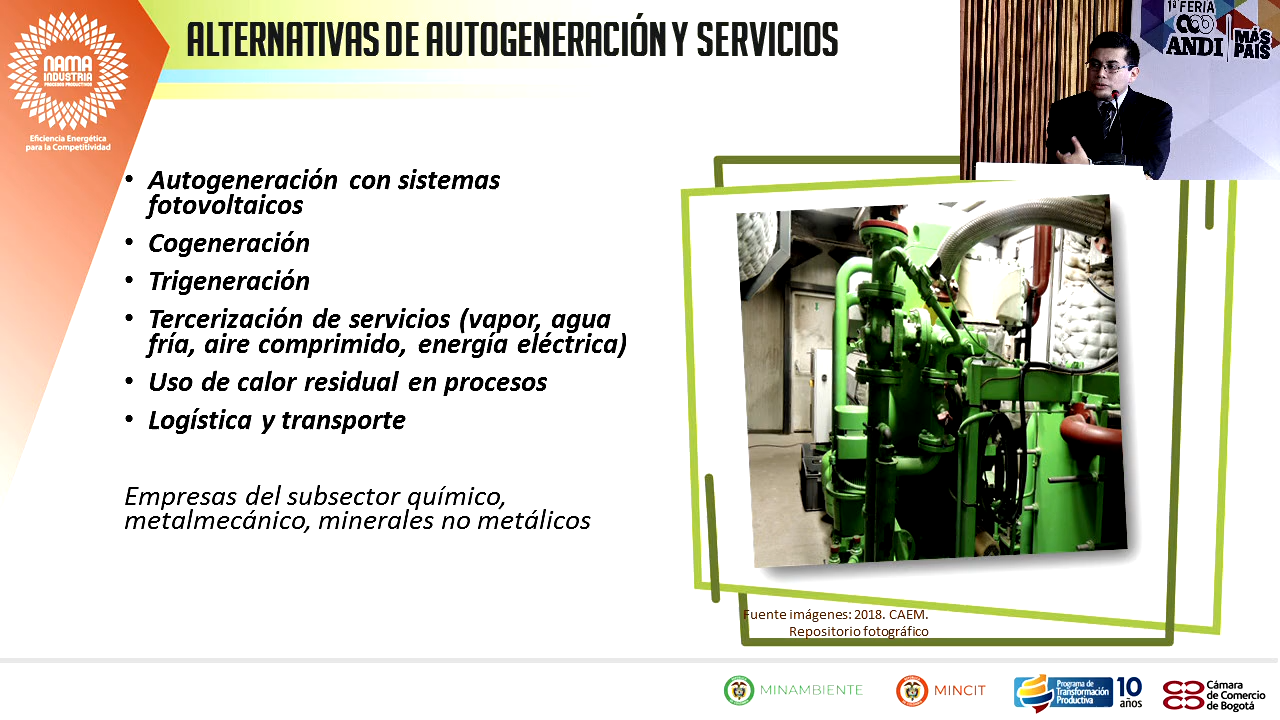 ALTERNATIVAS DE AUTOGENERACIÓN Y SERVICIOS
NAMA
INDUSTRIA
PROCESOS PRODUCTIVOS
Eficiencia Energética
para la Competitividad
1ª FERIA
ANDI
MÁS
PAÍS
• Autogeneración con sistemas
fotovoltaicos
• Cogeneración
• Trigeneración
• Tercerización de servicios (vapor, agua
fría, aire comprimido, energía eléctrica)
• Uso de calor residual en procesos
• Logística y transporte
Empresas del subsector químico,
metalmecánico, minerales no metálicos
Fuente imágenes: 2018. CAEM.
Repositorio fotográfico
MINAMBIENTE
MINCIT
Programa de
Transformación
Productiva
10
años
Cámara
de Comercio
de Bogotá